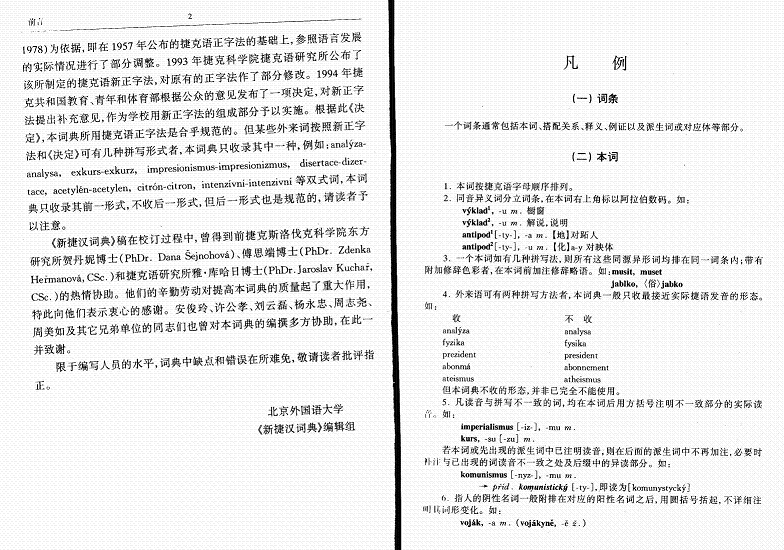 前言
2
1978)为依据,即在1957年公布的捷克语正字法的基础上,参照语言发展
的实际情况进行了部分调整。1993年捷克科学院捷克语研究所公布了
该所制定的捷克语新正字法,对原有的正字法作了部分修改。1994年捷
克共和国教育、青年和体育部根据公众的意见发布了一项决定,对新正字
法提出补充意见,作为学校用新正字法的组成部分予以实施。根据此《决
定》,本词典所用捷克语正字法是合乎规范的。但某些外来词按照新正字
法和《决定》可有几种拼写形式者,本词典只收录其中一种,例如:analýza-
analysa, exkurs-exkurz, impresionismus-impresionizmus, disertace-dizer-
tace, acetylén-acetylen, citrón-citron, intenzívní-intenzivní 等双式词,本词
典只收录其前一形式,不收后一形式,但后一形式也是规范的,请读者予
以注意。
《新捷汉词典》稿在校订过程中,曾得到前捷克斯洛伐克科学院东方
研究所贺丹妮博士(PhDr. Dana Šejnohová)、傅思端博士(PhDr. Zdenka
Heřmanová, CSc.)和捷克语研究所雅·库哈日博士(PhDr. Jaroslav Kuchař,
CSc.)的热情协助。他们的辛勤劳动对提高本词典的质量起了重大作用,
特此向他们表示衷心的感谢。安俊玲、许公孝、刘云磊、杨永忠、周志尧、
周美如及其它兄弟单位的同志们也曾对本词典的编撰多方协助,在此一
并致谢。
限于编写人员的水平,词典中缺点和错误在所难免,敬请读者批评指
正。
北京外国语大学
《新捷汉词典》编辑组
凡 例
(一) 词条
一个词条通常包括本词、搭配关系、释义、例证以及派生词或对应体等部分。
(二) 本词
1. 本词按捷克语字母顺序排列。
2. 同音异义词分立词条,在本词右上角标以阿拉伯数码。如:
výklad¹, -u m. 橱窗
výklad², -u m. 解说,说明
antipod¹ [-ty-], -a m.【地】对跖人
antipod² [-ty-], -u m.【化】a-y 对映体
3. 一个本词如有几种拼写法,则所有这些同源异形词均排在同一词条内;带有
附加修辞色彩者,在本词前加注修辞略语。如:musit, muset
jablko,〈俗〉jabko
4. 外来语可有两种拼写方法者,本词典一般只收最接近实际捷语发音的形态。
如:
收 不 收
analýza analysa
fyzika fysika
prezident president
abonmá abonnement
ateismus atheismus
但本词典不收的形态,并非已完全不能使用。
5. 凡读音与拼写不一致的词,均在本词后用方括号注明不一致部分的实际读
音。如:
imperialismus [-iz-], -mu m.
kurs, -su [-zu] m.
若本词或先出现的派生词中已注明读音,则在后面的派生词中不再加注,必要时
补注与已出现的词读音不一致之处及后缀中的异读部分。如:
komunismus [-nyz-], -mu m.
→ příd. komunistický [-ty-],即读为[komunystycký]
6. 指人的阴性名词一般附排在对应的阳性名词之后,用圆括号括起,不详细注
明其词形变化。如:
voják, -a m. (vojákyně, -ě ž.)